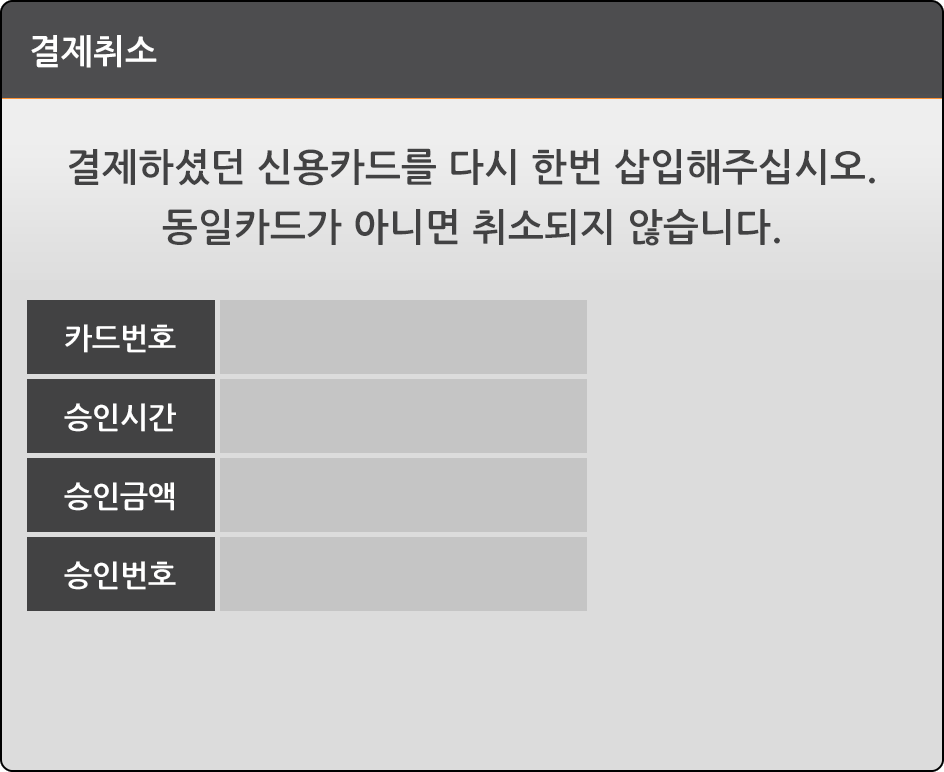 결제취소
결제하셨던 신용카드를 다시 한번 삽입해주십시오.
동일카드가 아니면 취소되지 않습니다.
카드번호
승인시간
승인금액
승인번호